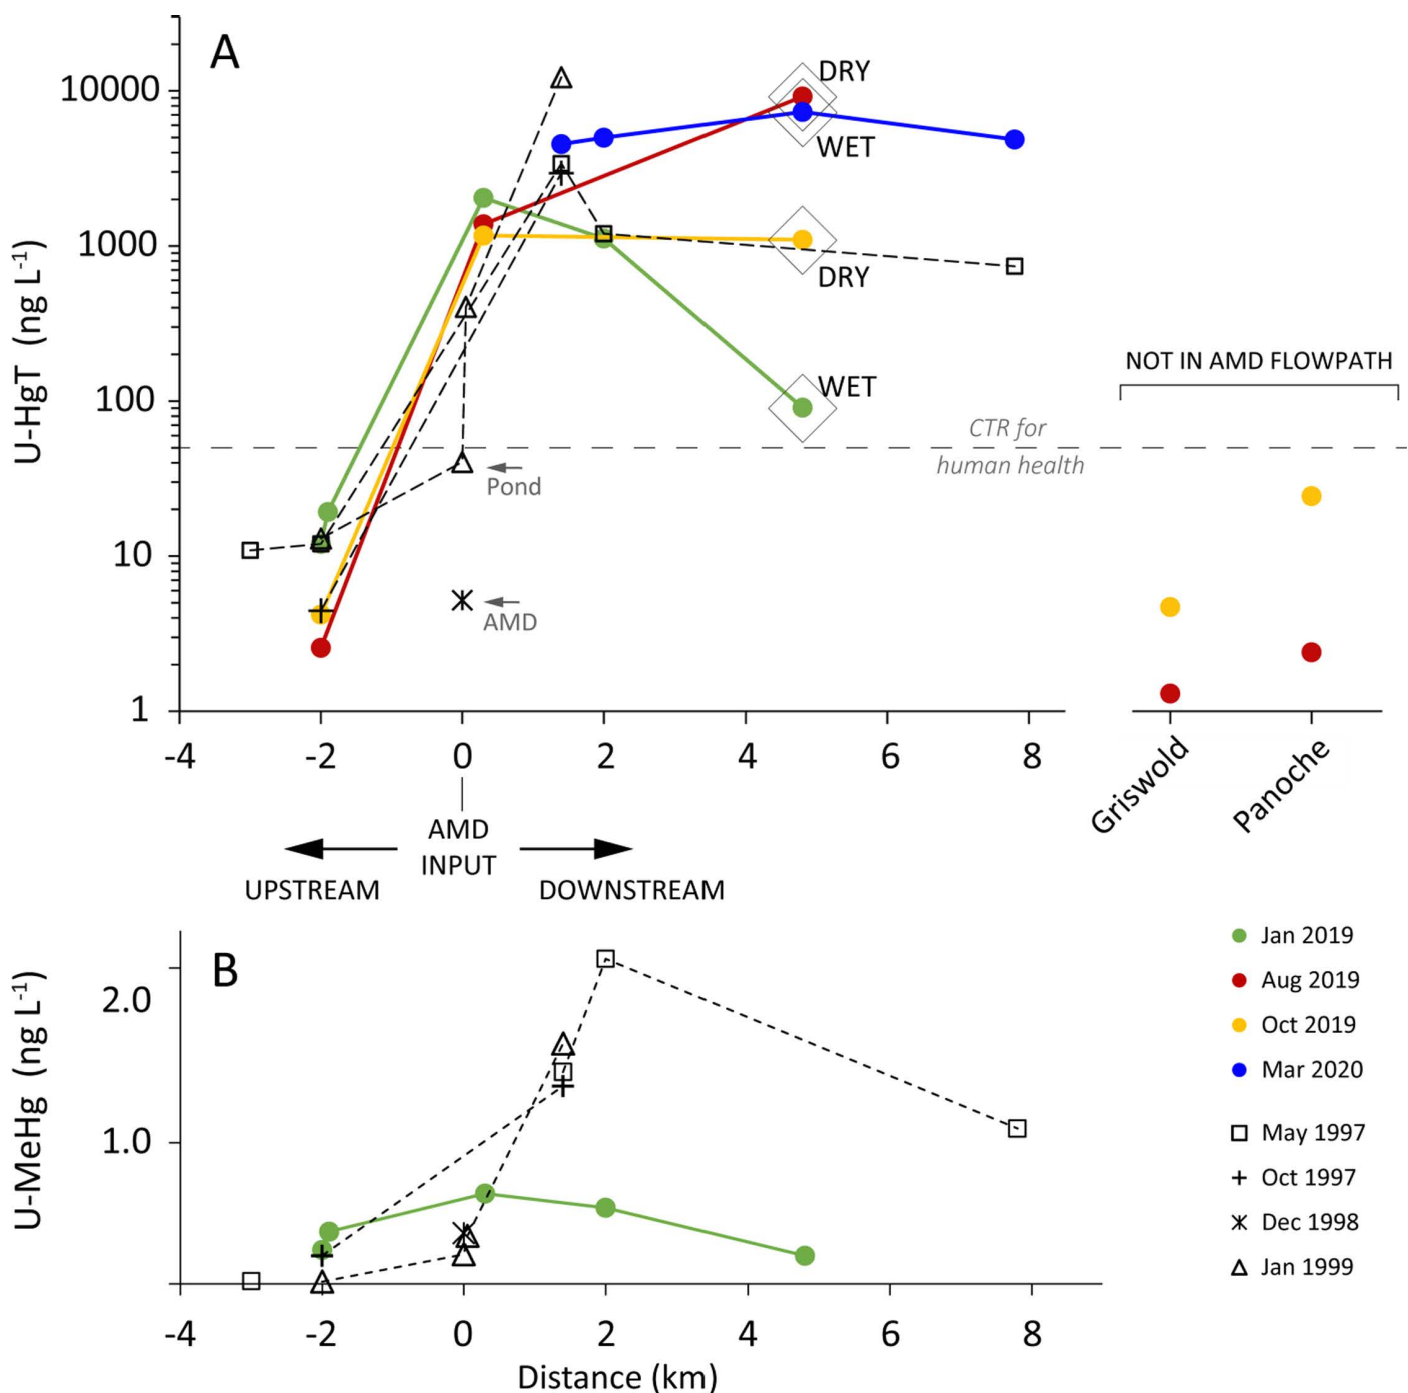 A
U-HgT (ng L-1)
10000
1000
100
10
1
DRY
WET
DRY
WET
NOT IN AMD FLOWPATH
CTR for
human health
Pond
AMD
-4 -2 0 2 4 6 8
Griswold
Panoche
AMD
INPUT
UPSTREAM DOWNSTREAM
B
U-MeHg (ng L-1)
2.0
1.0
-4 -2 0 2 4 6 8
Distance (km)
Jan 2019
Aug 2019
Oct 2019
Mar 2020
May 1997
Oct 1997
Dec 1998
Jan 1999